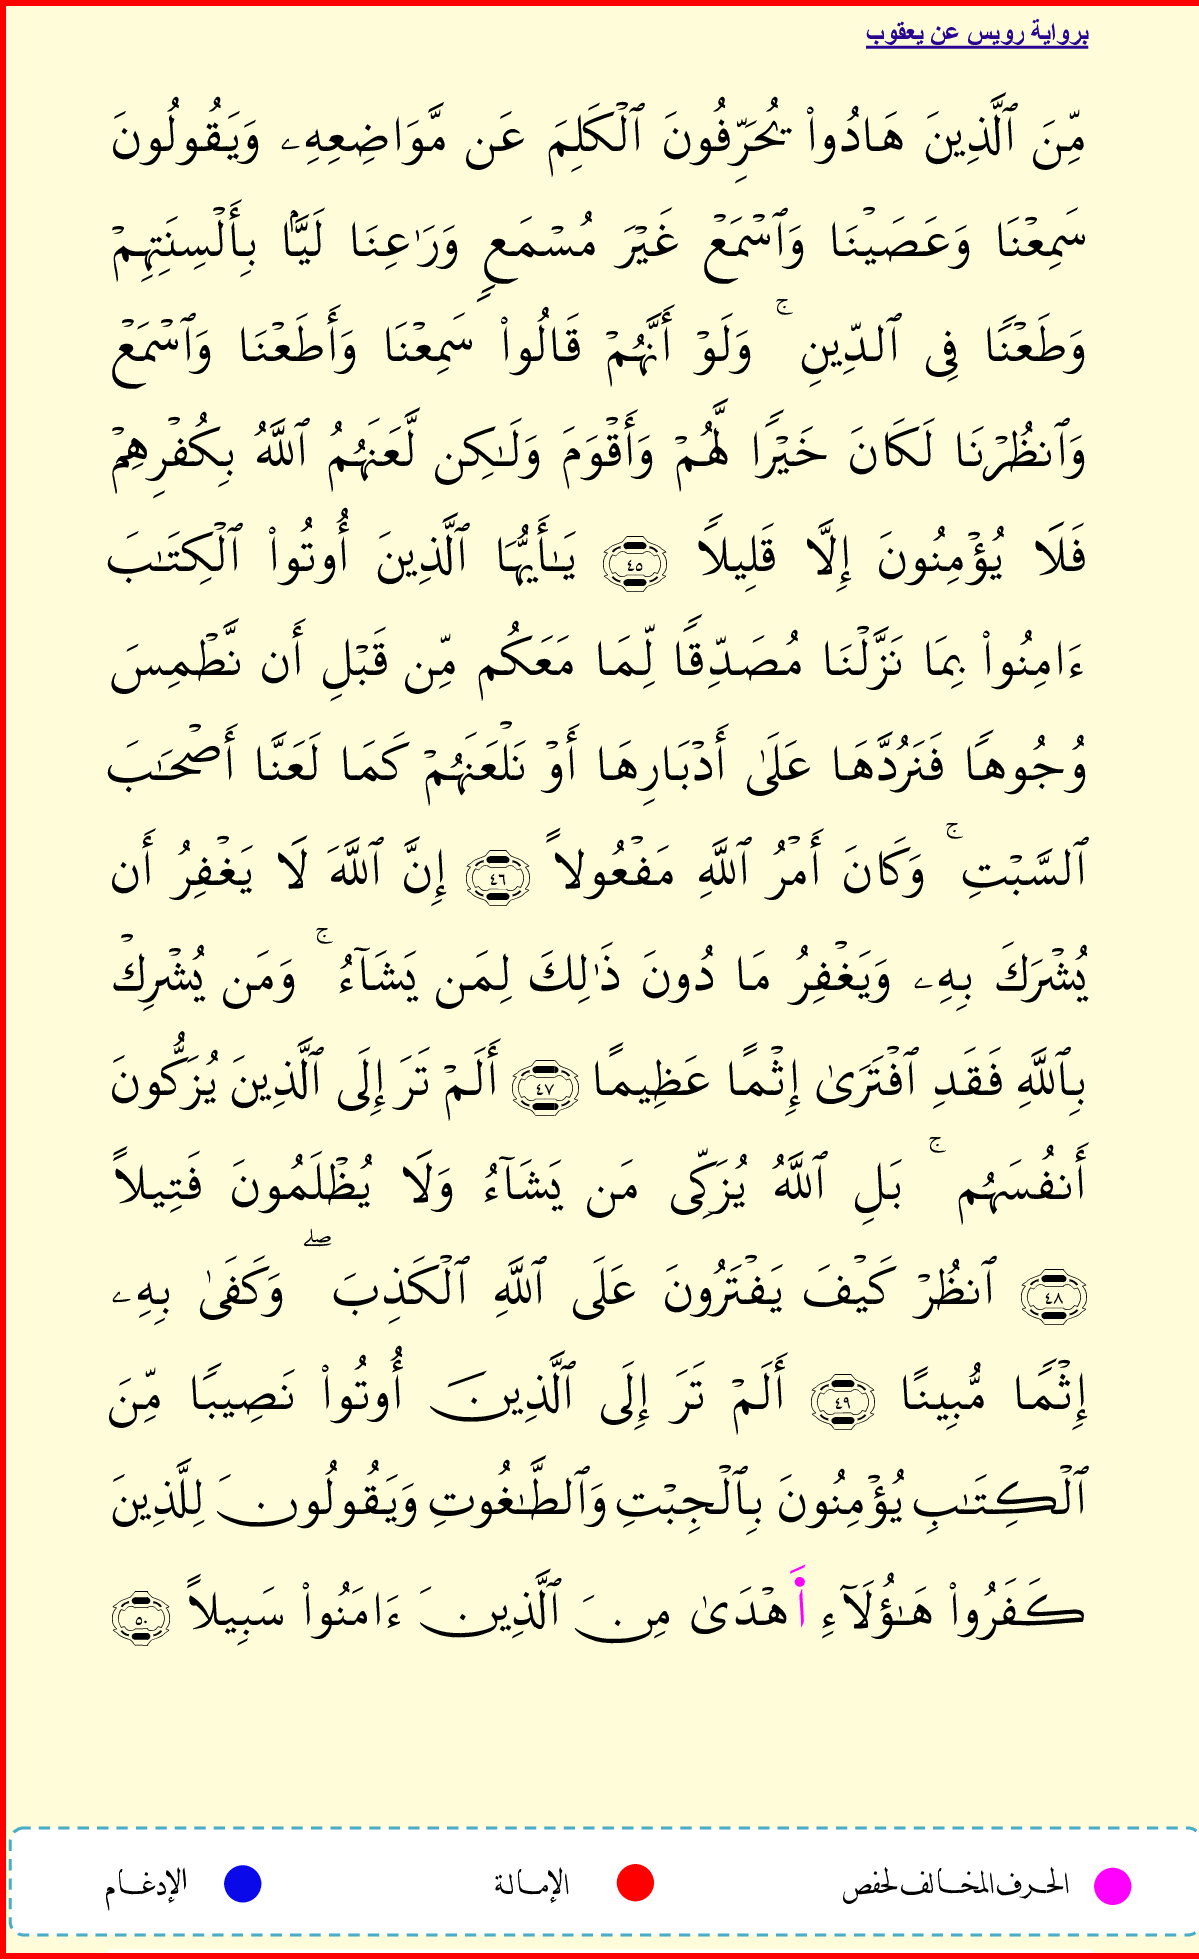 برواية رويس عن يعقوب
مِّنَ ٱلَّذِينَ هَادُوا۟ يُحَرِّفُونَ ٱلۡكَلِمَ عَن مَّوَاضِعِهِۦ وَيَقُولُونَ
سَمِعۡنَا وَعَصَيۡنَا وَٱسۡمَعۡ غَيۡرَ مُسۡمَعٍ وَرَٰعِنَا لَيَّۢا بِأَلۡسِنَتِهِمۡ
وَطَعۡنًا فِى ٱلدِّينِ ۚ وَلَوۡ أَنَّهُمۡ قَالُوا۟ سَمِعۡنَا وَأَطَعۡنَا وَٱسۡمَعۡ
وَٱنظُرۡنَا لَكَانَ خَيۡرًا لَّهُمۡ وَأَقۡوَمَ وَلَـٰكِن لَّعَنَهُمُ ٱللَّهُ بِكُفۡرِهِمۡ
فَلَا يُؤۡمِنُونَ إِلَّا قَلِيلاً ٤٥ يَـٰأَيُّهَا ٱلَّذِينَ أُوتُوا۟ ٱلۡكِتَـٰبَ
ءَامِنُوا۟ بِمَا نَزَّلۡنَا مُصَدِّقًا لِّمَا مَعَكُم مِّن قَبۡلِ أَن نَّطۡمِسَ
وُجُوهًا فَنَرُدَّهَا عَلَىٰ أَدۡبَارِهَا أَوۡ نَلۡعَنَهُمۡ كَمَا لَعَنَّا أَصۡحَـٰبَ
ٱلسَّبۡتِ ۚ وَكَانَ أَمۡرُ ٱللَّهِ مَفۡعُولاً ٤٦ إِنَّ ٱللَّهَ لَا يَغۡفِرُ أَن
يُشۡرَكَ بِهِۦ وَيَغۡفِرُ مَا دُونَ ذَٰلِكَ لِمَن يَشَآءُ ۚ وَمَن يُشۡرِكۡ
بِٱللَّهِ فَقَدِ ٱفۡتَرَىٰ إِثۡمًا عَظِيمًا ٤٧ أَلَمۡ تَرَ إِلَى ٱلَّذِينَ يُزَكُّونَ
أَنفُسَهُم ۚ بَلِ ٱللَّهُ يُزَكِّى مَن يَشَآءُ وَلَا يُظۡلَمُونَ فَتِيلاً
٤٨ ٱنظُرۡ كَيۡفَ يَفۡتَرُونَ عَلَى ٱللَّهِ ٱلۡكَذِبَ ۖ وَكَفَىٰ بِهِۦ
إِثۡمًا مُّبِينًا ٤٩ أَلَمۡ تَرَ إِلَى ٱلَّذِينَ أُوتُوا۟ نَصِيبًا مِّنَ
ٱلۡكِتَـٰبِ يُؤۡمِنُونَ بِٱلۡجِبۡتِ وَٱلطَّـٰغُوتِ وَيَقُولُونَ لِلَّذِينَ
كَفَرُوا۟ هَـٰؤُلَآءِ اَ۬هۡدَىٰ مِنَ ٱلَّذِينَ ءَامَنُوا۟ سَبِيلاً ٥٠
الحرف المخالف لحفص الإمالة الإدغام